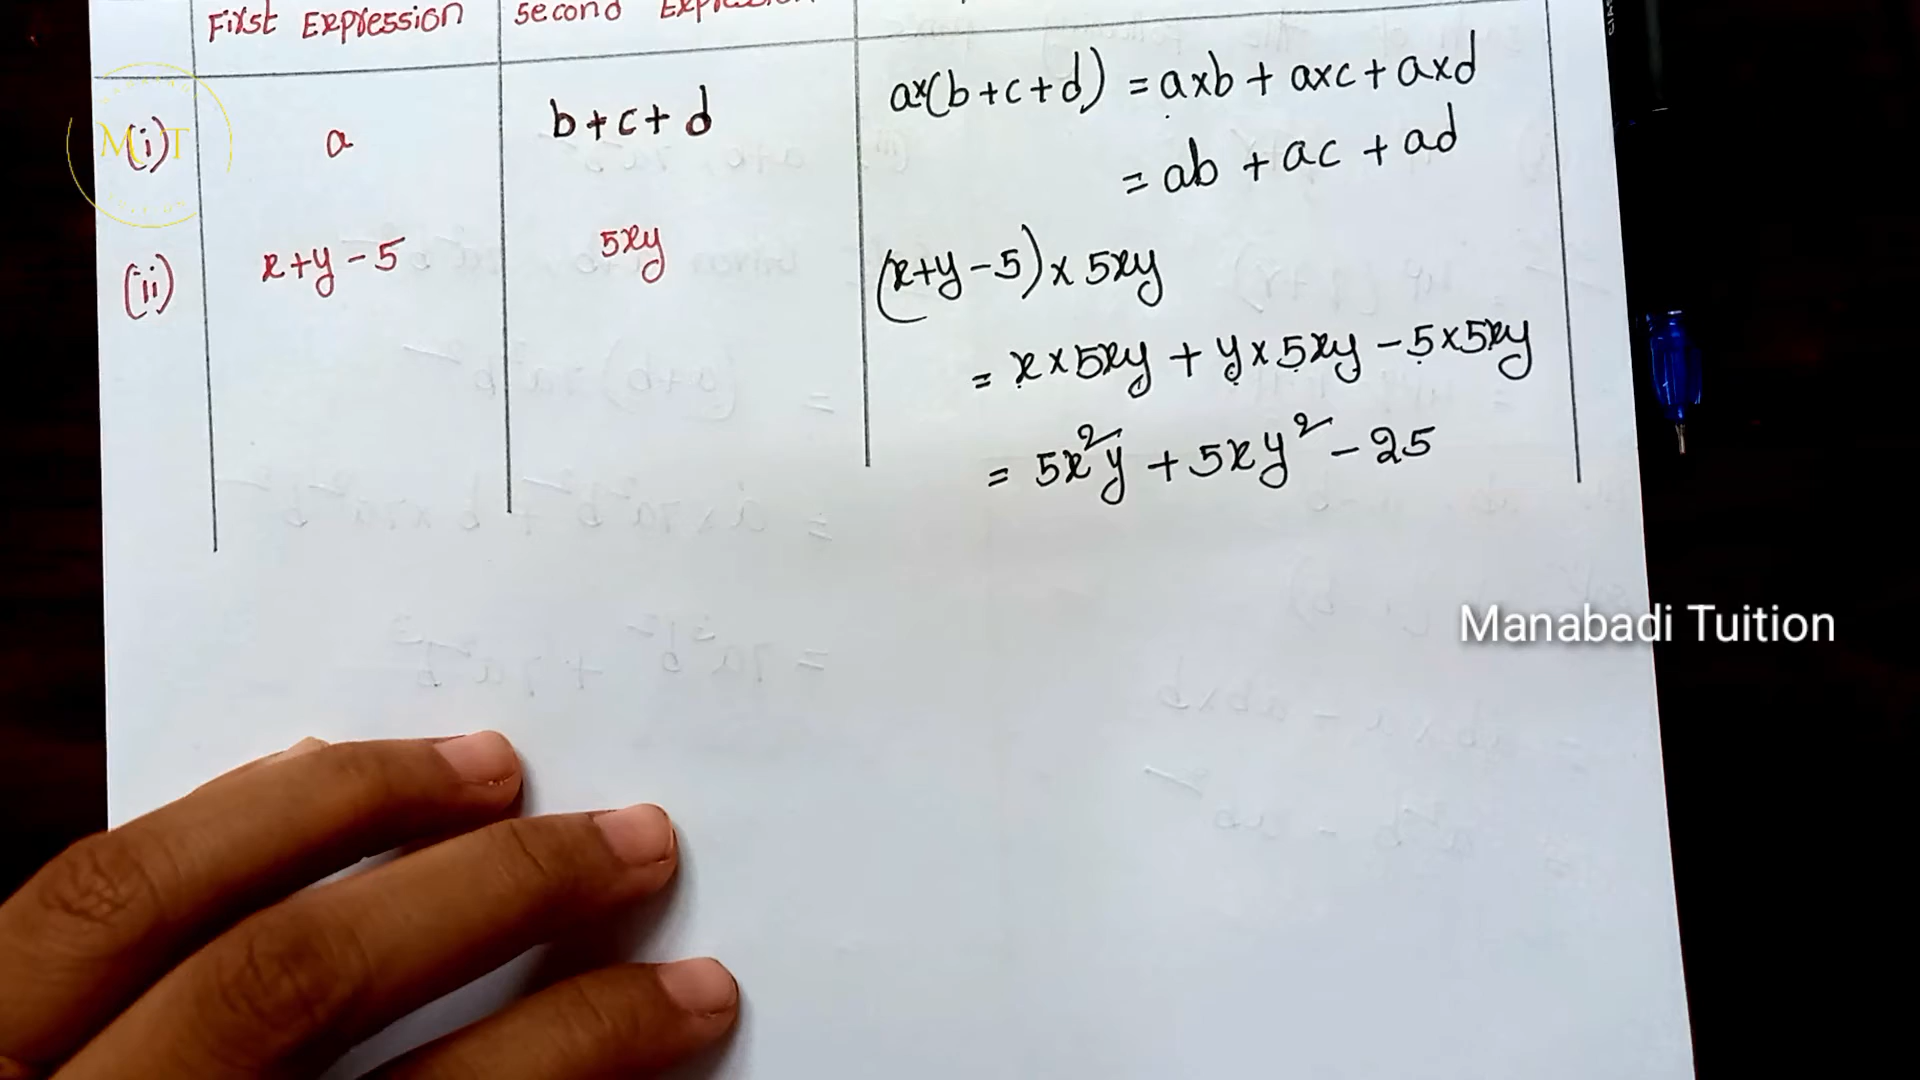 First Expression
Second
(i)
a
b+c+d
a×(b+c+d) = a×b + a×c + a×d
= ab + ac + ad
(ii)
x+y-5
5xy
(x+y-5)×5xy
= x×5xy + y×5xy - 5×5xy
= 5x²y + 5xy² - 25
Manabadi Tuition
MT